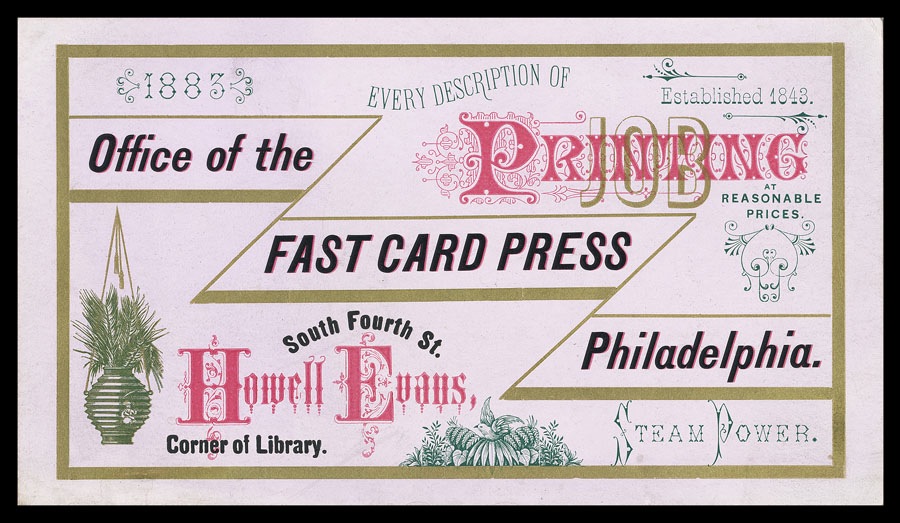 1883
EVERY DESCRIPTION OF
Established 1843.
JOB
PRINTING
AT
REASONABLE
PRICES.
Office of the
FAST CARD PRESS
Philadelphia.
South Fourth St.
Howell Evans,
Corner of Library.
STEAM POWER.